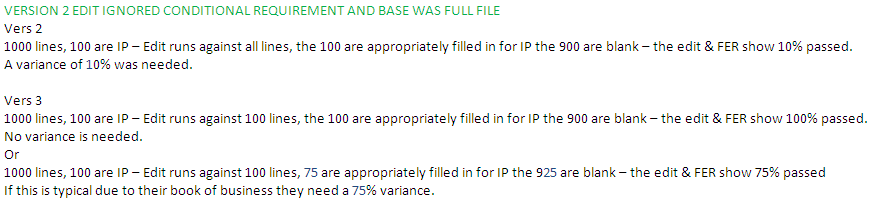 VERSION 2 EDIT IGNORED CONDITIONAL REQUIREMENT AND BASE WAS FULL FILE
Vers 2
1000 lines, 100 are IP – Edit runs against all lines, the 100 are appropriately filled in for IP the 900 are blank – the edit & FER show 10% passed.
A variance of 10% was needed.
Vers 3
1000 lines, 100 are IP – Edit runs against 100 lines, the 100 are appropriately filled in for IP the 900 are blank – the edit & FER show 100% passed.
No variance is needed.
Or
1000 lines, 100 are IP – Edit runs against 100 lines, 75 are appropriately filled in for IP the 925 are blank – the edit & FER show 75% passed
If this is typical due to their book of business they need a 75% variance.